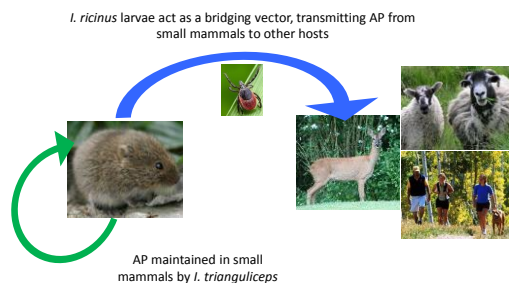 I. ricinus larvae act as a bridging vector, transmitting AP from
small mammals to other hosts
AP maintained in small
mammals by I. trianguliceps